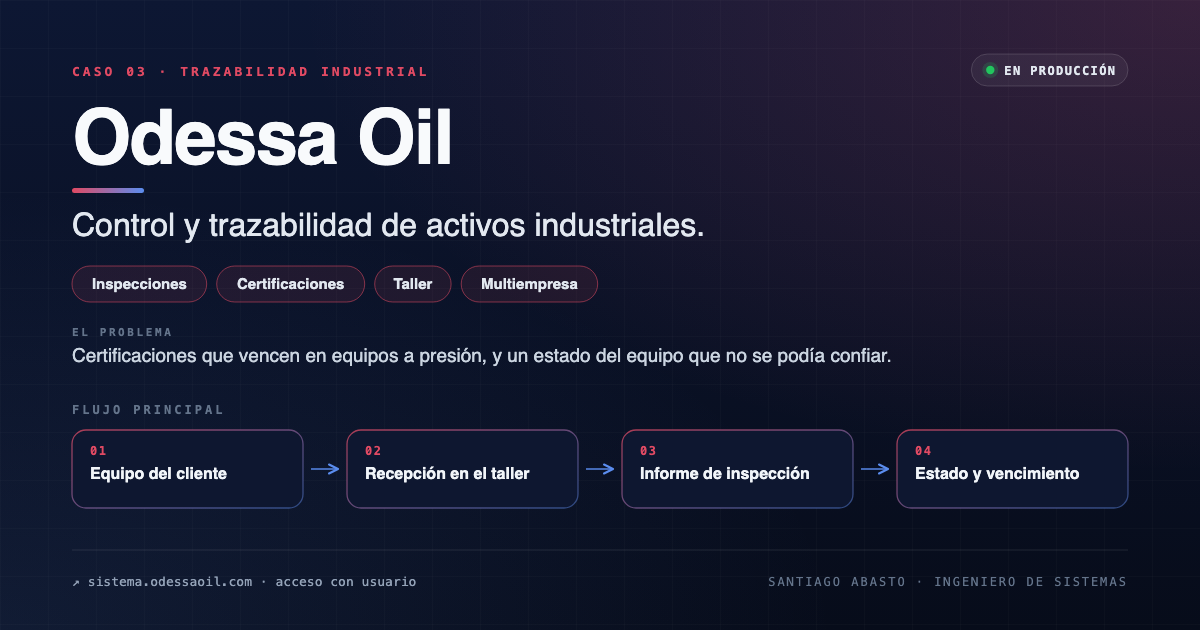 CASO 03 · TRAZABILIDAD INDUSTRIAL
EN PRODUCCIÓN
Odessa Oil
Control y trazabilidad de activos industriales.
Inspecciones Certificaciones Taller Multiempresa
EL PROBLEMA
Certificaciones que vencen en equipos a presión, y un estado del equipo que no se podía confiar.
FLUJO PRINCIPAL
01
Equipo del cliente
02
Recepción en el taller
03
Informe de inspección
04
Estado y vencimiento
↗ sistema.odessaoil.com · acceso con usuario
SANTIAGO ABASTO · INGENIERO DE SISTEMAS